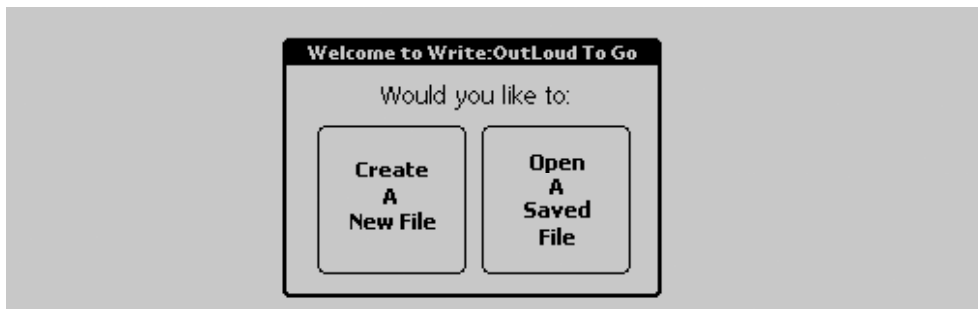 Welcome to Write:OutLoud To Go
Would you like to:
Create
A
New File
Open
A
Saved
File